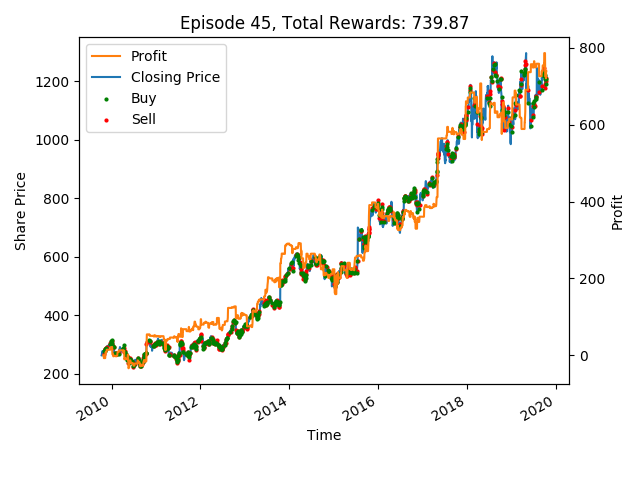 Episode 45, Total Rewards: 739.87
Profit
Closing Price
Buy
Sell
Share Price
1200
1000
800
600
400
200
Profit
800
600
400
200
0
2010
2012
2014
2016
2018
2020
Time